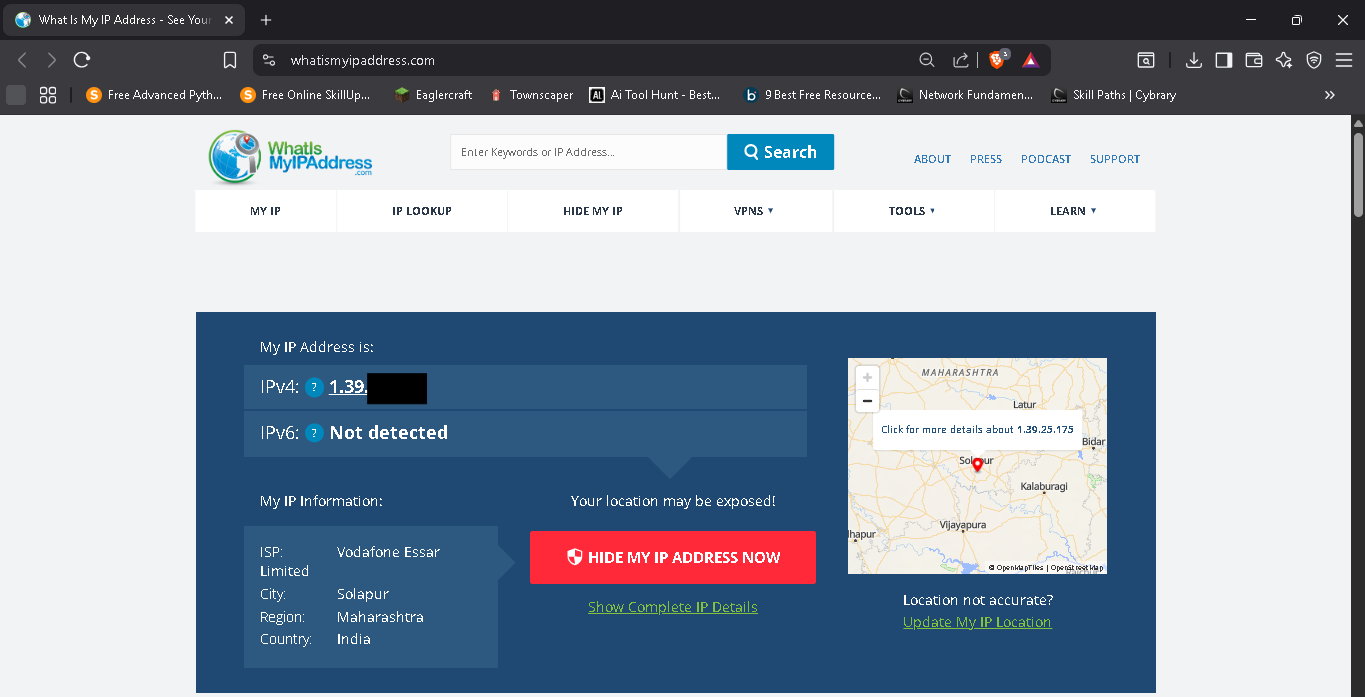 What Is My IP Address - See Your
whatismyipaddress.com
3
Free Advanced Pyth...
Free Online SkillUp...
Eaglercraft
Townscaper
AI
Ai Tool Hunt - Best...
b
9 Best Free Resource...
Network Fundamen...
Skill Paths | Cybrary
WhatIs
MyIPAddress
.com
Enter Keywords or IP Address...
Search
ABOUT
PRESS
PODCAST
SUPPORT
MY IP
IP LOOKUP
HIDE MY IP
VPNS
TOOLS
LEARN
My IP Address is:
IPv4: ? 1.39.
IPv6: ? Not detected
My IP Information:
ISP: Vodafone Essar
Limited
City: Solapur
Region: Maharashtra
Country: India
Your location may be exposed!
HIDE MY IP ADDRESS NOW
Show Complete IP Details
+
−
MAHARASHTRA
Latur
Click for more details about 1.39.25.175
Bidar
Solapur
Kalaburagi
Vijayapura
lhapur
© OpenMapTiles | OpenStreetMap
Location not accurate?
Update My IP Location